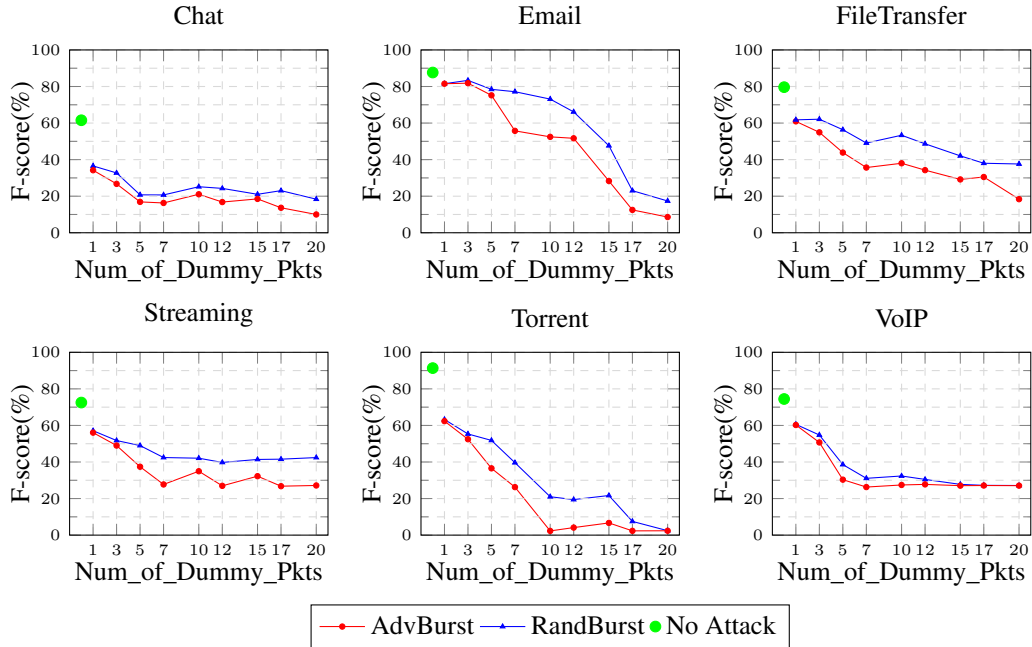 Chat Email FileTransfer
100 100 100
80 80 80
60 60 60
40 40 40
20 20 20
0 0 0
F-score(%) F-score(%) F-score(%)
1 3 5 7 10 12 15 17 20 1 3 5 7 10 12 15 17 20 1 3 5 7 10 12 15 17 20
Num_of_Dummy_Pkts Num_of_Dummy_Pkts Num_of_Dummy_Pkts
Streaming Torrent VoIP
100 100 100
80 80 80
60 60 60
40 40 40
20 20 20
0 0 0
F-score(%) F-score(%) F-score(%)
1 3 5 7 10 12 15 17 20 1 3 5 7 10 12 15 17 20 1 3 5 7 10 12 15 17 20
Num_of_Dummy_Pkts Num_of_Dummy_Pkts Num_of_Dummy_Pkts
AdvBurst RandBurst No Attack